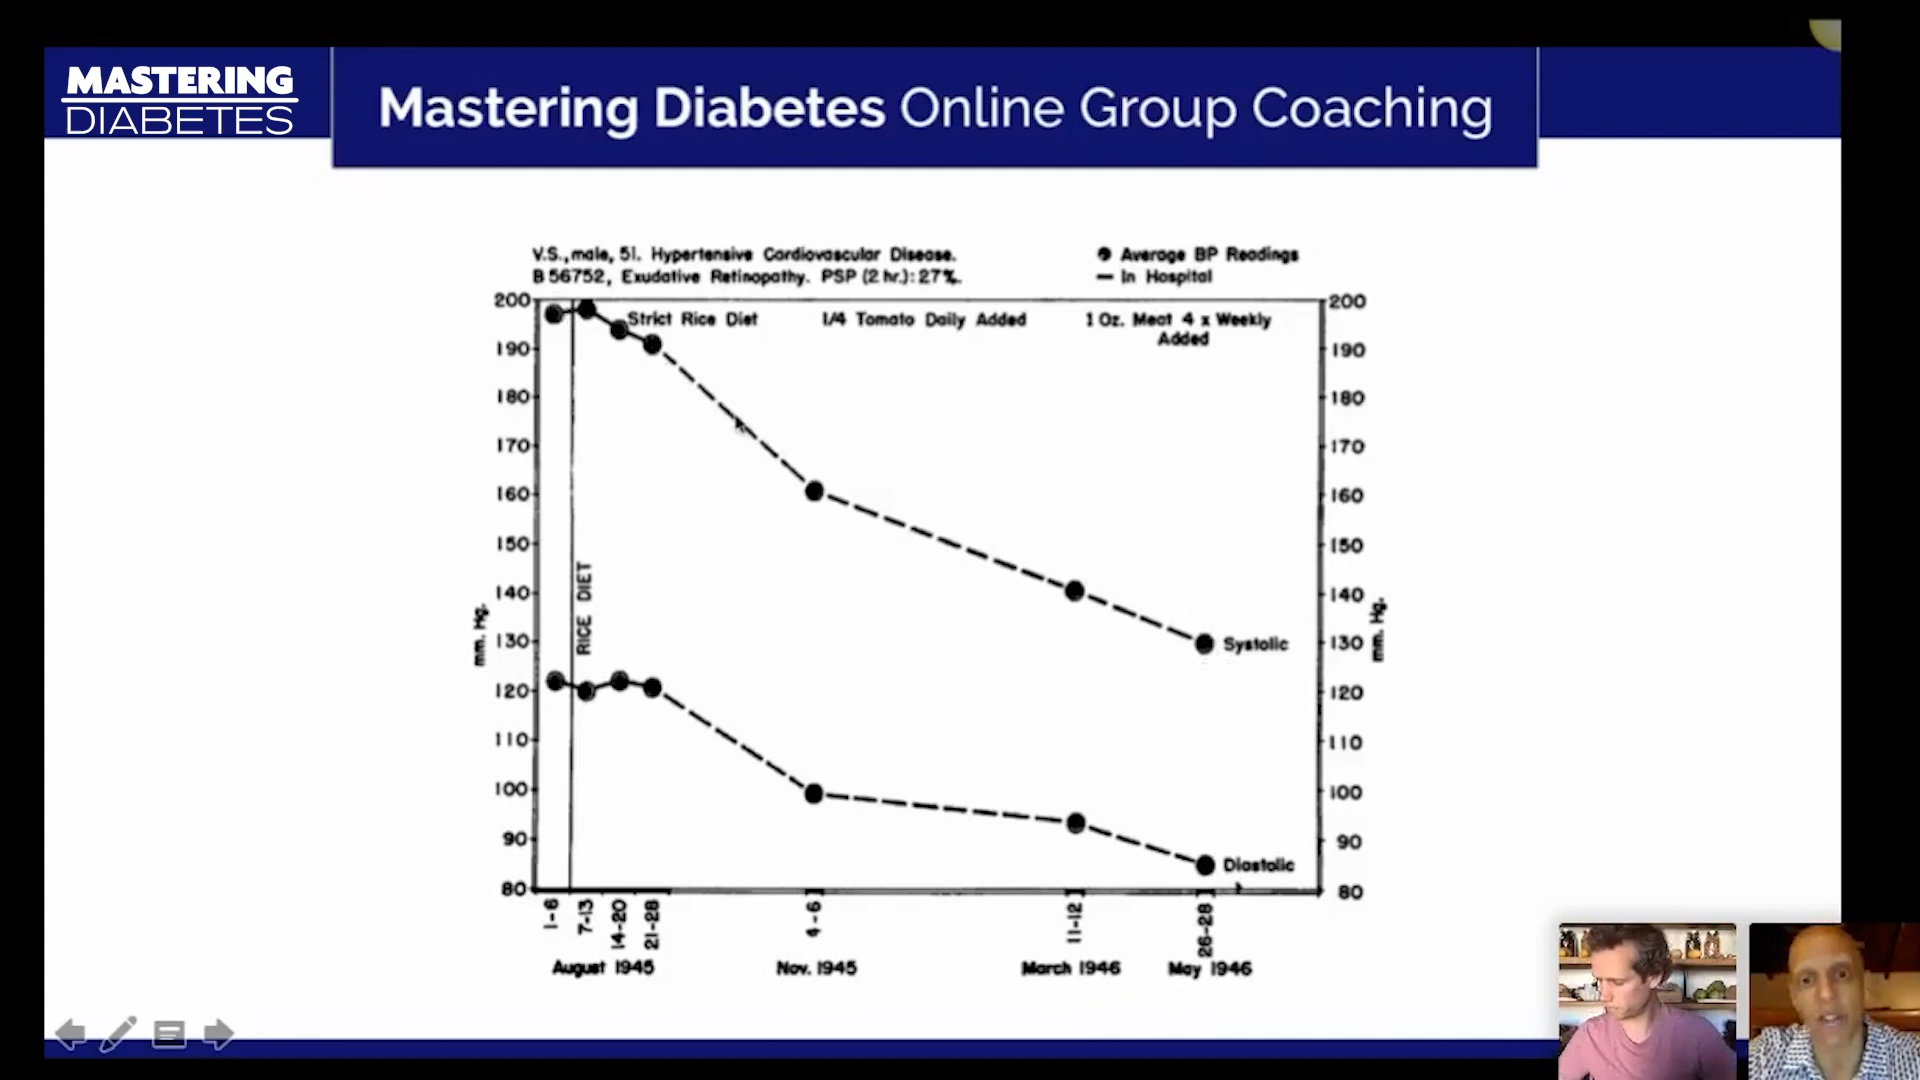 MASTERING
DIABETES
Mastering Diabetes Online Group Coaching
V.S., male, 51. Hypertensive Cardiovascular Disease.
B 56752, Exudative Retinopathy. PSP (2 hr.): 27%.
Average BP Readings
In Hospital
Strict Rice Diet
1/4 Tomato Daily Added
1 Oz. Meat 4 x Weekly
Added
200
190
180
170
160
150
140
130
120
110
100
90
80
mm. Hg.
RICE DIET
200
190
180
170
160
150
140
130
120
110
100
90
80
mm. Hg.
Systolic
Diastolic
1-6
7-13
14-20
21-28
4-6
11-12
26-28
August 1945
Nov. 1945
March 1946
May 1946